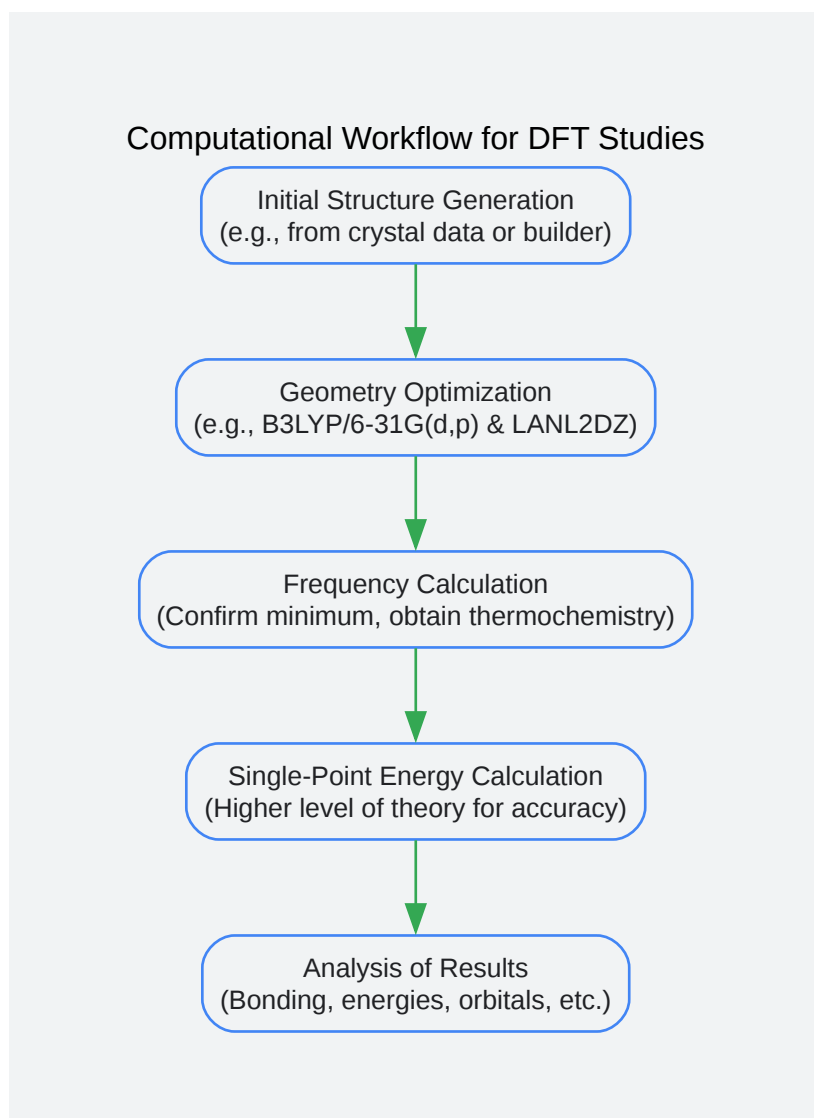 Computational Workflow for DFT Studies
Initial Structure Generation
(e.g., from crystal data or builder)
Geometry Optimization
(e.g., B3LYP/6-31G(d,p) & LANL2DZ)
Frequency Calculation
(Confirm minimum, obtain thermochemistry)
Single-Point Energy Calculation
(Higher level of theory for accuracy)
Analysis of Results
(Bonding, energies, orbitals, etc.)